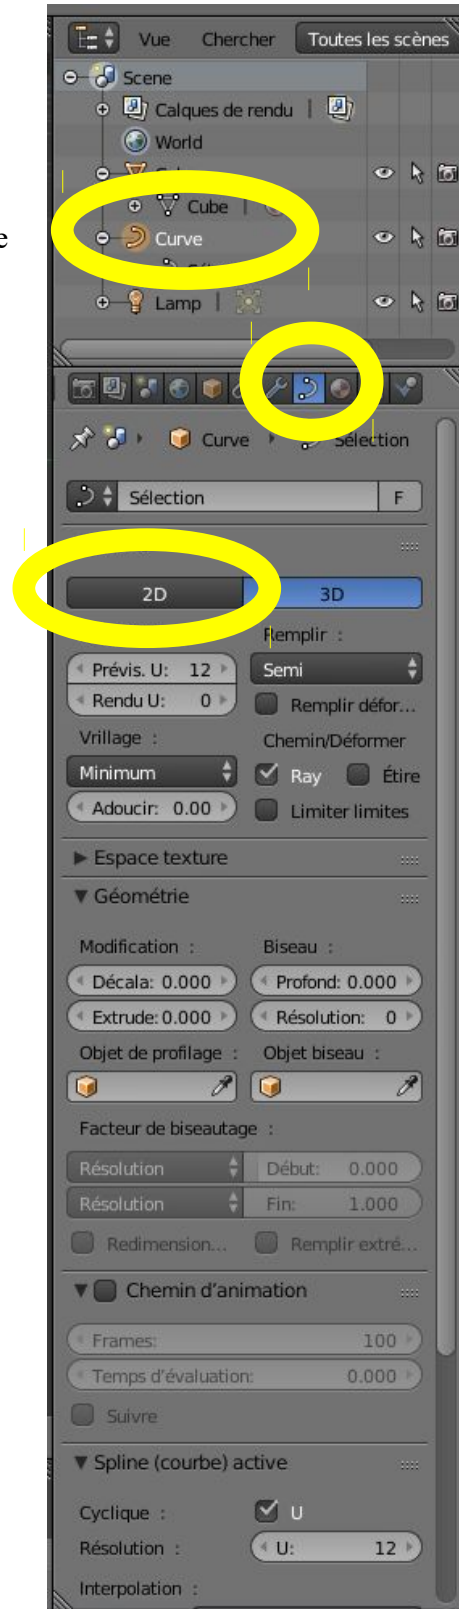 Vue Chercher Toutes les scènes
Scene
Calques de rendu |
World
Cube |
e
Curve
Lamp |
Curve Sélection
Sélection F
2D 3D
Remplir :
Prévis. U: 12 Semi
Rendu U: 0 Remplir défor...
Vrillage : Chemin/Déformer
Minimum Ray Étire
Adoucir: 0.00 Limiter limites
Espace texture
Géométrie
Modification : Biseau :
Décala: 0.000 Profond: 0.000
Extrude: 0.000 Résolution: 0
Objet de profilage : Objet biseau :
Facteur de biseautage :
Résolution Début: 0.000
Résolution Fin: 1.000
Redimension... Remplir extré...
Chemin d'animation
Frames: 100
Temps d'évaluation: 0.000
Suivre
Spline (courbe) active
Cyclique : U
Résolution : U: 12
Interpolation :